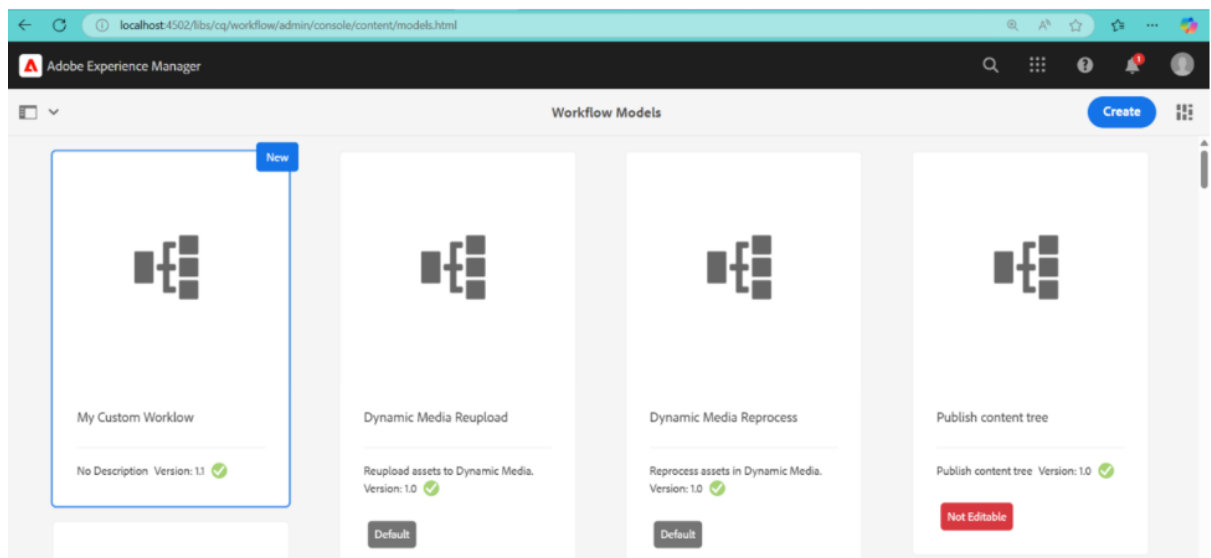 localhost:4502/libs/cq/workflow/admin/console/content/models.html
Adobe Experience Manager
1
Workflow Models
Create
New
My Custom Worklow
No Description Version: 1.1
Dynamic Media Reupload
Reupload assets to Dynamic Media.
Version: 1.0
Default
Dynamic Media Reprocess
Reprocess assets in Dynamic Media.
Version: 1.0
Default
Publish content tree
Publish content tree Version: 1.0
Not Editable